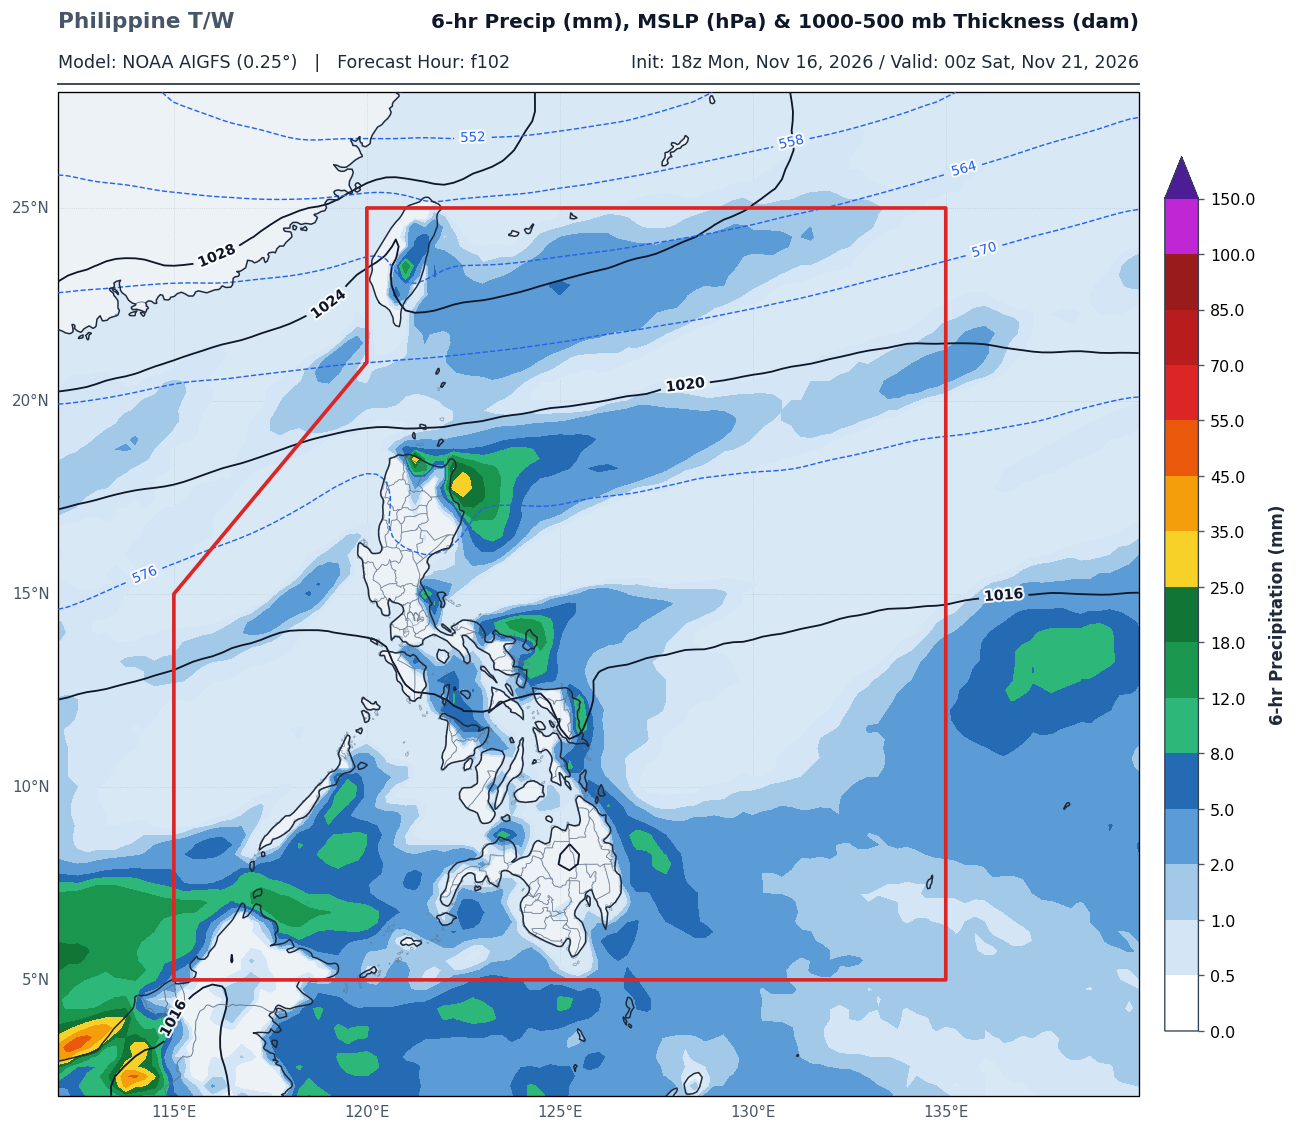 Philippine T/W
6-hr Precip (mm), MSLP (hPa) & 1000-500 mb Thickness (dam)
Model: NOAA AIGFS (0.25°) | Forecast Hour: f102
Init: 18z Mon, Nov 16, 2026 / Valid: 00z Sat, Nov 21, 2026
552
558
564
570
576
1028
1024
1020
1016
1016
25°N
20°N
15°N
10°N
5°N
115°E
120°E
125°E
130°E
135°E
150.0
100.0
85.0
70.0
55.0
45.0
35.0
25.0
18.0
12.0
8.0
5.0
2.0
1.0
0.5
0.0
6-hr Precipitation (mm)